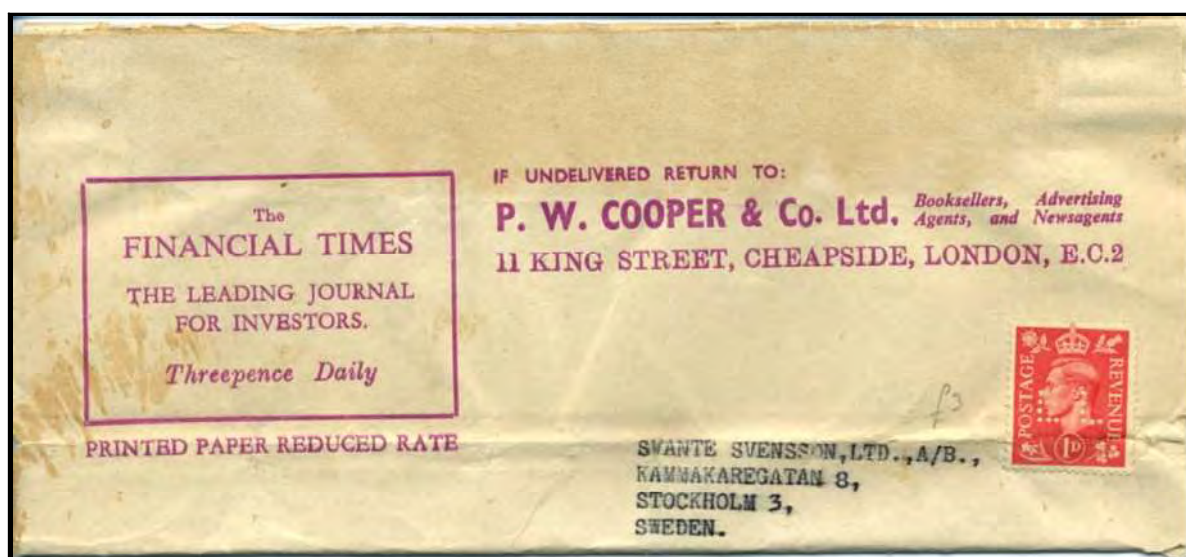 The
FINANCIAL TIMES
THE LEADING JOURNAL
FOR INVESTORS.
Threepence Daily
PRINTED PAPER REDUCED RATE
IF UNDELIVERED RETURN TO:
P. W. COOPER & Co. Ltd. Booksellers, Advertising
Agents, and Newsagents
11 KING STREET, CHEAPSIDE, LONDON, E.C.2
POSTAGE
REVENUE
1D
SWANTE SVENSSON,LTD.,A/B.,
KAMMAKAREGATAN 8,
STOCKHOLM 3,
SWEDEN.